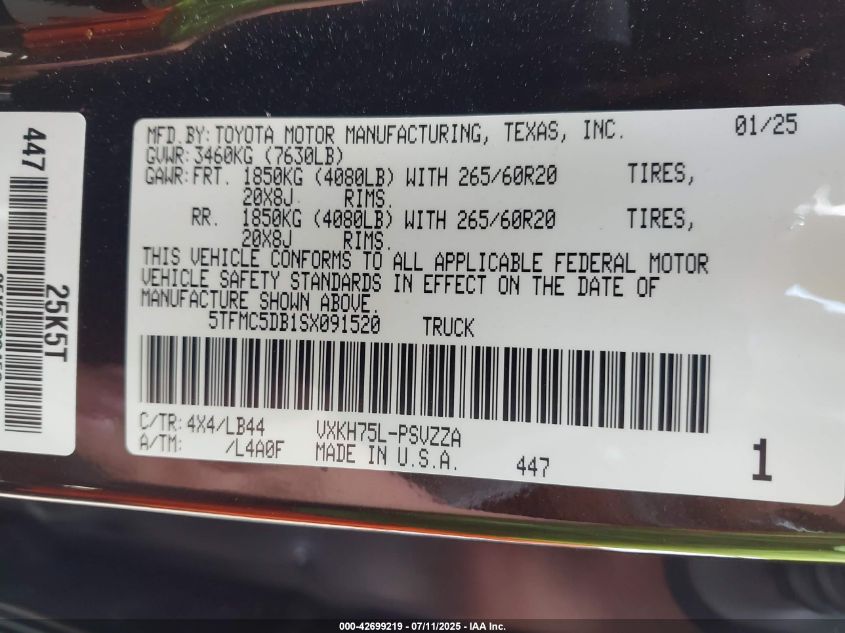 MFD.BY: TOYOTA MOTOR MANUFACTURING, TEXAS, INC. 01/25
GVWR: 3460KG (7630LB)
GAWR: FRT. 1850KG (4080LB) WITH 265/60R20 TIRES,
20X8J RIMS.
RR. 1850KG (4080LB) WITH 265/60R20 TIRES,
20X8J RIMS.
THIS VEHICLE CONFORMS TO ALL APPLICABLE FEDERAL MOTOR
VEHICLE SAFETY STANDARDS IN EFFECT ON THE DATE OF
MANUFACTURE SHOWN ABOVE.
5TFMC5DB1SX091520 TRUCK
C/TR: 4X4/LB44 VXKH75L-PSVZZA
A/TM: /L4A0F MADE IN U.S.A. 447 1
447
25K5T
000-42699219 - 07/11/2025 - IAA Inc.